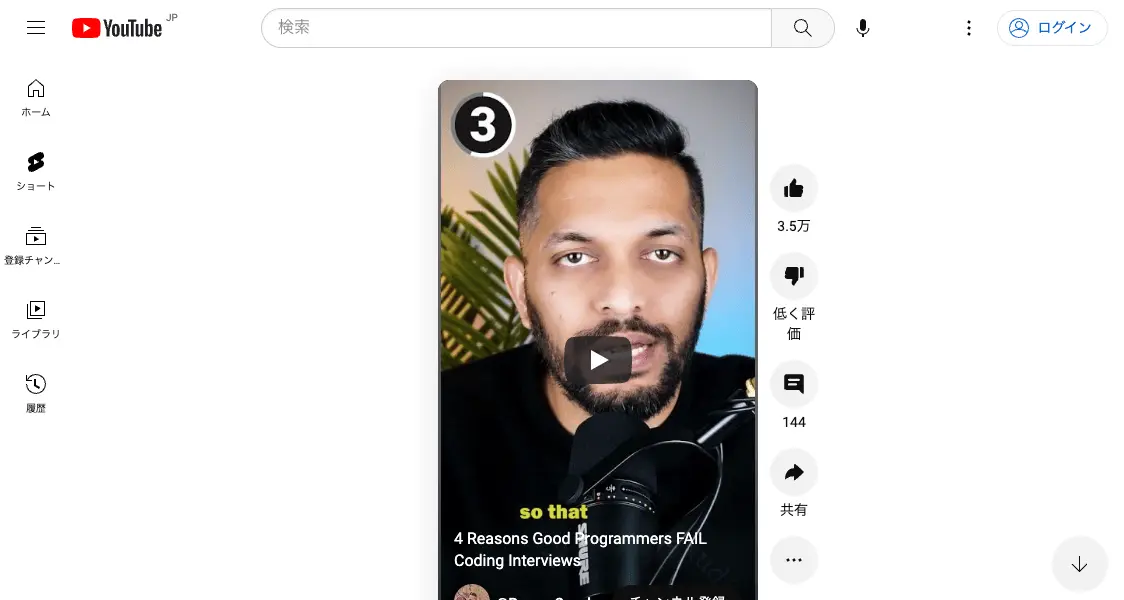 YouTube JP
検索
ログイン
ホーム
ショート
登録チャン...
ライブラリ
履歴
3
3.5万
低く評
価
144
共有
so that
SHURE
4 Reasons Good Programmers FAIL
Coding Interviews
チャンネル登録